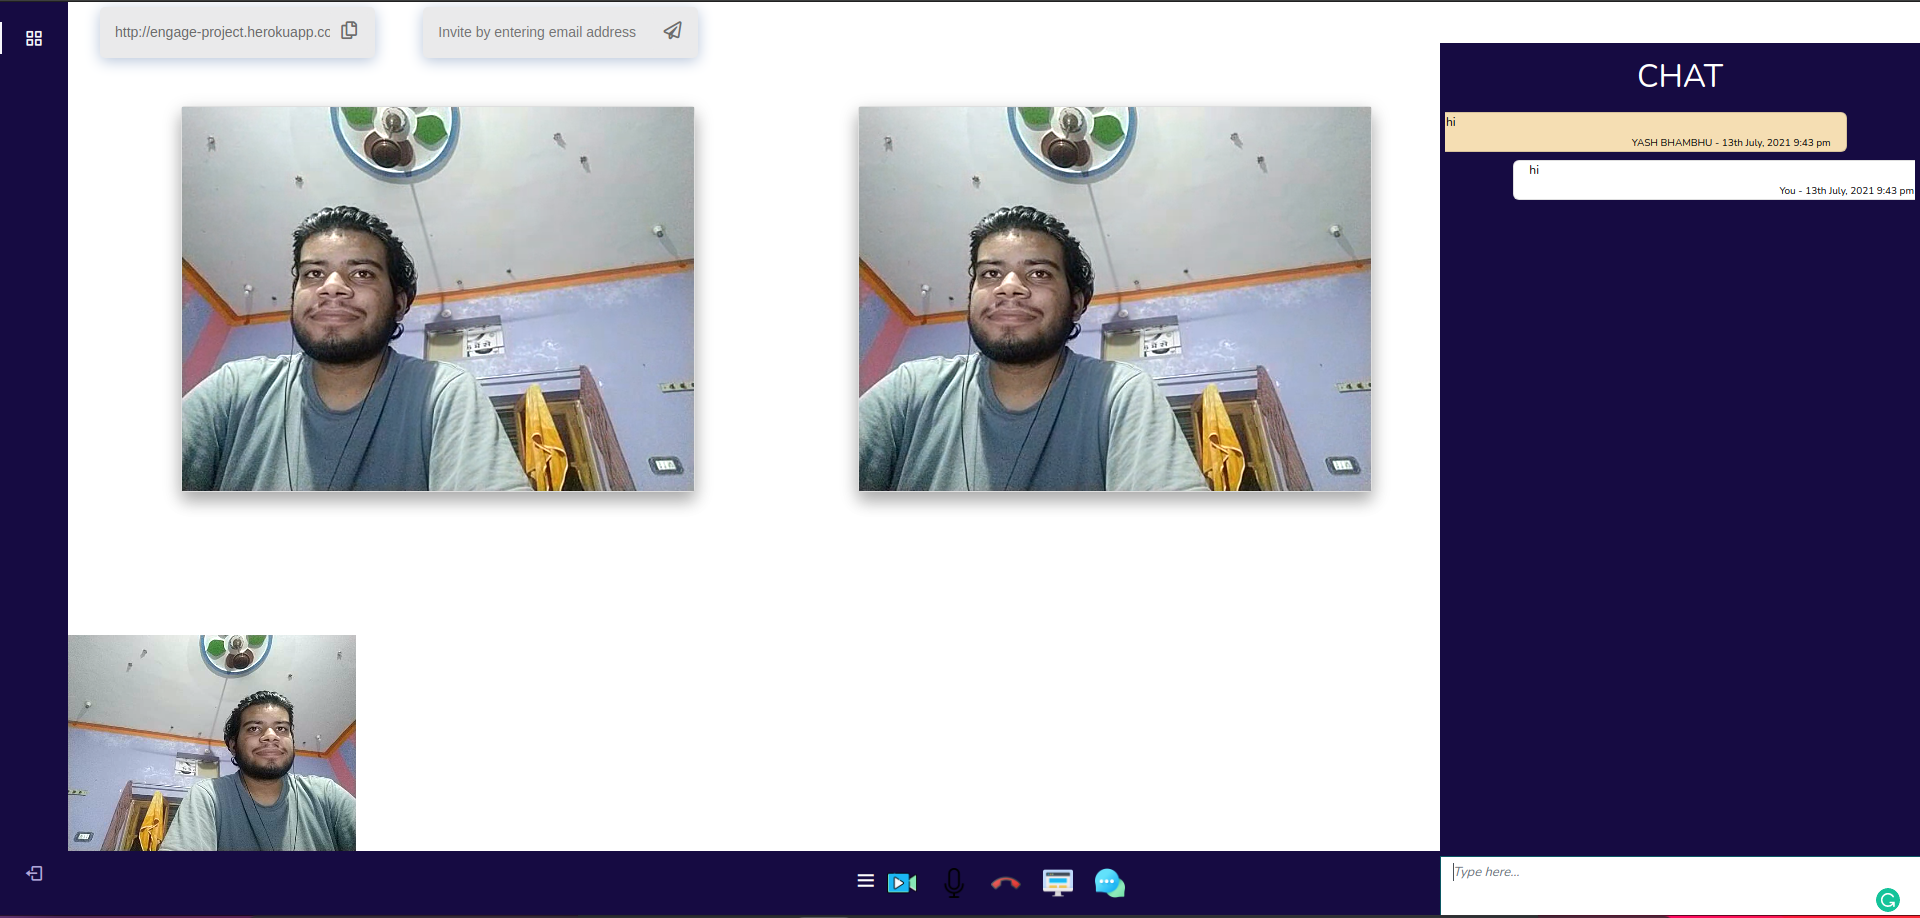 http://engage-project.herokuapp.cc
Invite by entering email address
CHAT
hi
YASH BHAMBHU - 13th July, 2021 9:43 pm
hi
You - 13th July, 2021 9:43 pm
Type here...